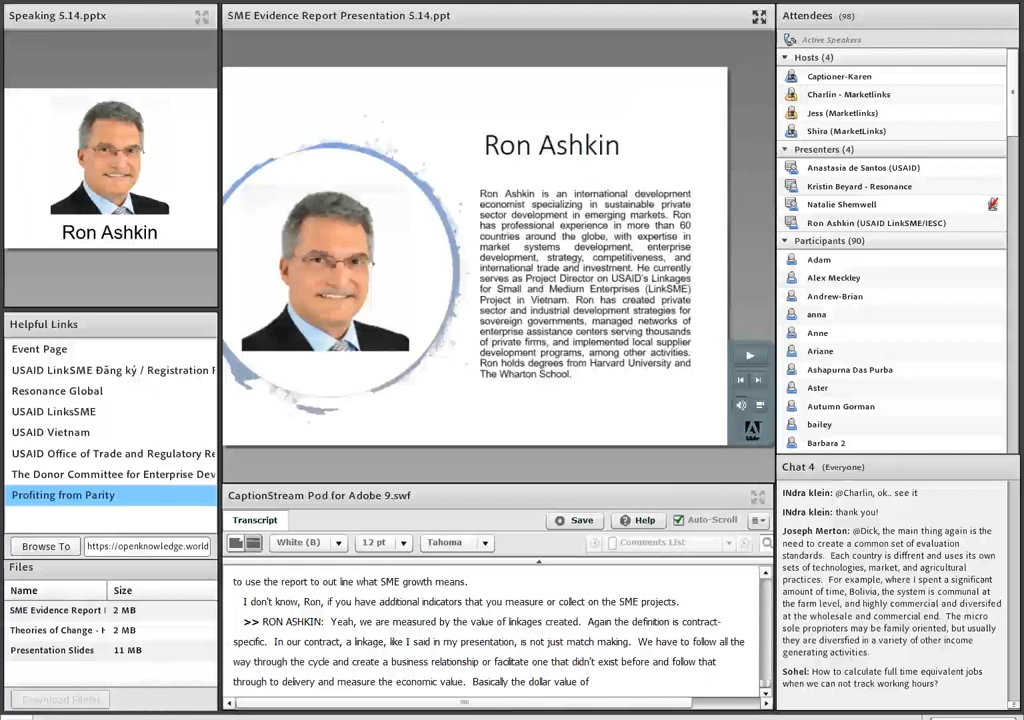 Speaking 5.14.pptx
Ron Ashkin
Helpful Links
Event Page
USAID LinkSME Đăng ký / Registration F
Resonance Global
USAID LinksSME
USAID Vietnam
USAID Office of Trade and Regulatory Re
The Donor Committee for Enterprise Dev
Profiting from Parity
Browse To
https://openknowledge.world
Files
Name Size
SME Evidence Report 2 MB
Theories of Change - 2 MB
Presentation Slides 11 MB
Download File(s)
SME Evidence Report Presentation 5.14.ppt
Ron Ashkin
Ron Ashkin is an international development
economist specializing in sustainable private
sector development in emerging markets. Ron
has professional experience in more than 60
countries around the globe, with expertise in
market systems development, enterprise
development, strategy, competitiveness, and
international trade and investment. He currently
serves as Project Director on USAID's Linkages
for Small and Medium Enterprises (LinkSME)
Project in Vietnam. Ron has created private
sector and industrial development strategies for
sovereign governments, managed networks of
enterprise assistance centers serving thousands
of private firms, and implemented local supplier
development programs, among other activities.
Ron holds degrees from Harvard University and
The Wharton School.
CaptionStream Pod for Adobe 9.swf
Transcript
Save
Help
Auto-Scroll
White (B)
12 pt
Tahoma
Comments List
to use the report to out line what SME growth means.
I don't know, Ron, if you have additional indicators that you measure or collect on the SME projects.
>> RON ASHKIN: Yeah, we are measured by the value of linkages created. Again the definition is contract-
specific. In our contract, a linkage, like I said in my presentation, is not just match making. We have to follow all the
way through the cycle and create a business relationship or facilitate one that didn't exist before and follow that
through to delivery and measure the economic value. Basically the dollar value of
Attendees (98)
Active Speakers
Hosts (4)
Captioner-Karen
Charlin - Marketlinks
Jess (Marketlinks)
Shira (MarketLinks)
Presenters (4)
Anastasia de Santos (USAID)
Kristin Beyard - Resonance
Natalie Shemwell
Ron Ashkin (USAID LinkSME/IESC)
Participants (90)
Adam
Alex Meckley
Andrew-Brian
anna
Anne
Ariane
Ashapurna Das Purba
Aster
Autumn Gorman
bailey
Barbara 2
Chat 4 (Everyone)
INdra klein: @Charlin, ok.. see it
INdra klein: thank you!
Joseph Merton: @Dick, the main thing again is the
need to create a common set of evaluation
standards. Each country is diffrent and uses its own
sets of technologies, market, and agricultural
practices. For example, where I spent a significant
amount of time, Bolivia, the system is communal at
the farm level, and highly commercial and diversifed
at the wholesale and commercial end. The micro
sole proprioters may be family oriented, but usually
they are diversified in a variety of other income
generating activities.
Sohel: How to calculate full time equivalent jobs
when we can not track working hours?